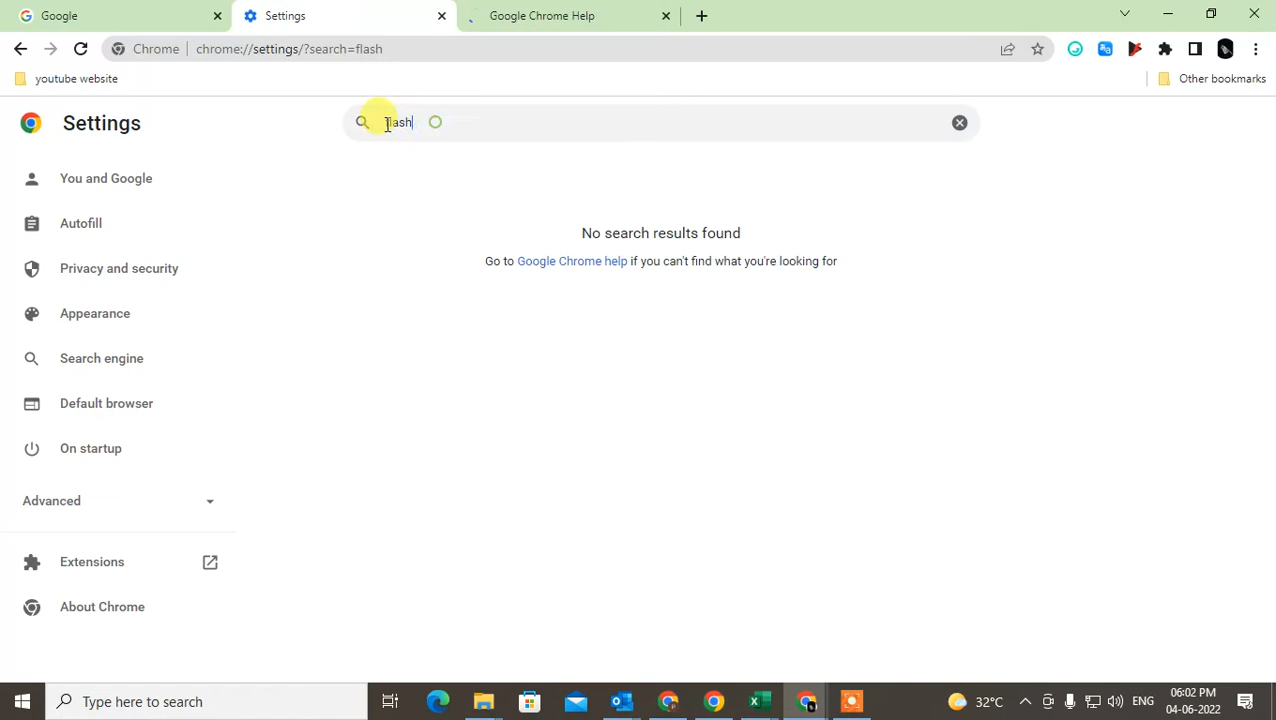 Google
Settings
Google Chrome Help
Chrome
chrome://settings/?search=flash
youtube website
Other bookmarks
Settings
flash
You and Google
Autofill
Privacy and security
Appearance
Search engine
Default browser
On startup
Advanced
Extensions
About Chrome
No search results found
Go to Google Chrome help if you can't find what you're looking for
Type here to search
32°C
ENG
06:02 PM
04-06-2022